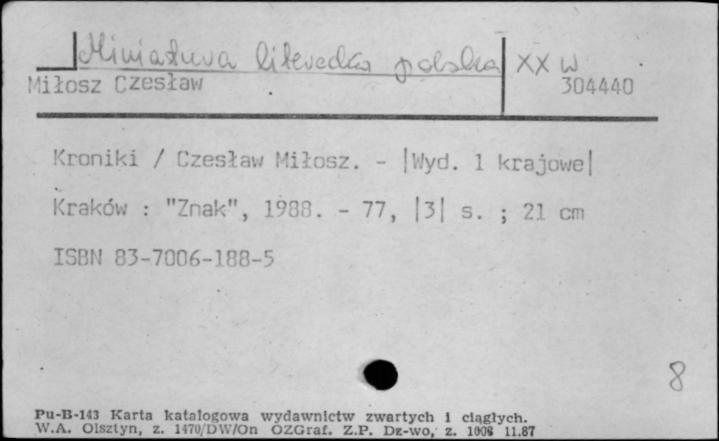 Miniatura literacka polska XX w
Miłosz Czesław 304440
Kroniki / Czesław Miłosz. - |Wyd. 1 krajowe|
Kraków : "Znak", 1988. - 77, |3| s. ; 21 cm
ISBN 83-7006-188-5
8
Pu-B-143 Karta katalogowa wydawnictw zwartych i ciągłych.
W.A. Olsztyn, z. 1470/DW/On OZGraf. Z.P. Dz-wo, z. 1008 11.87